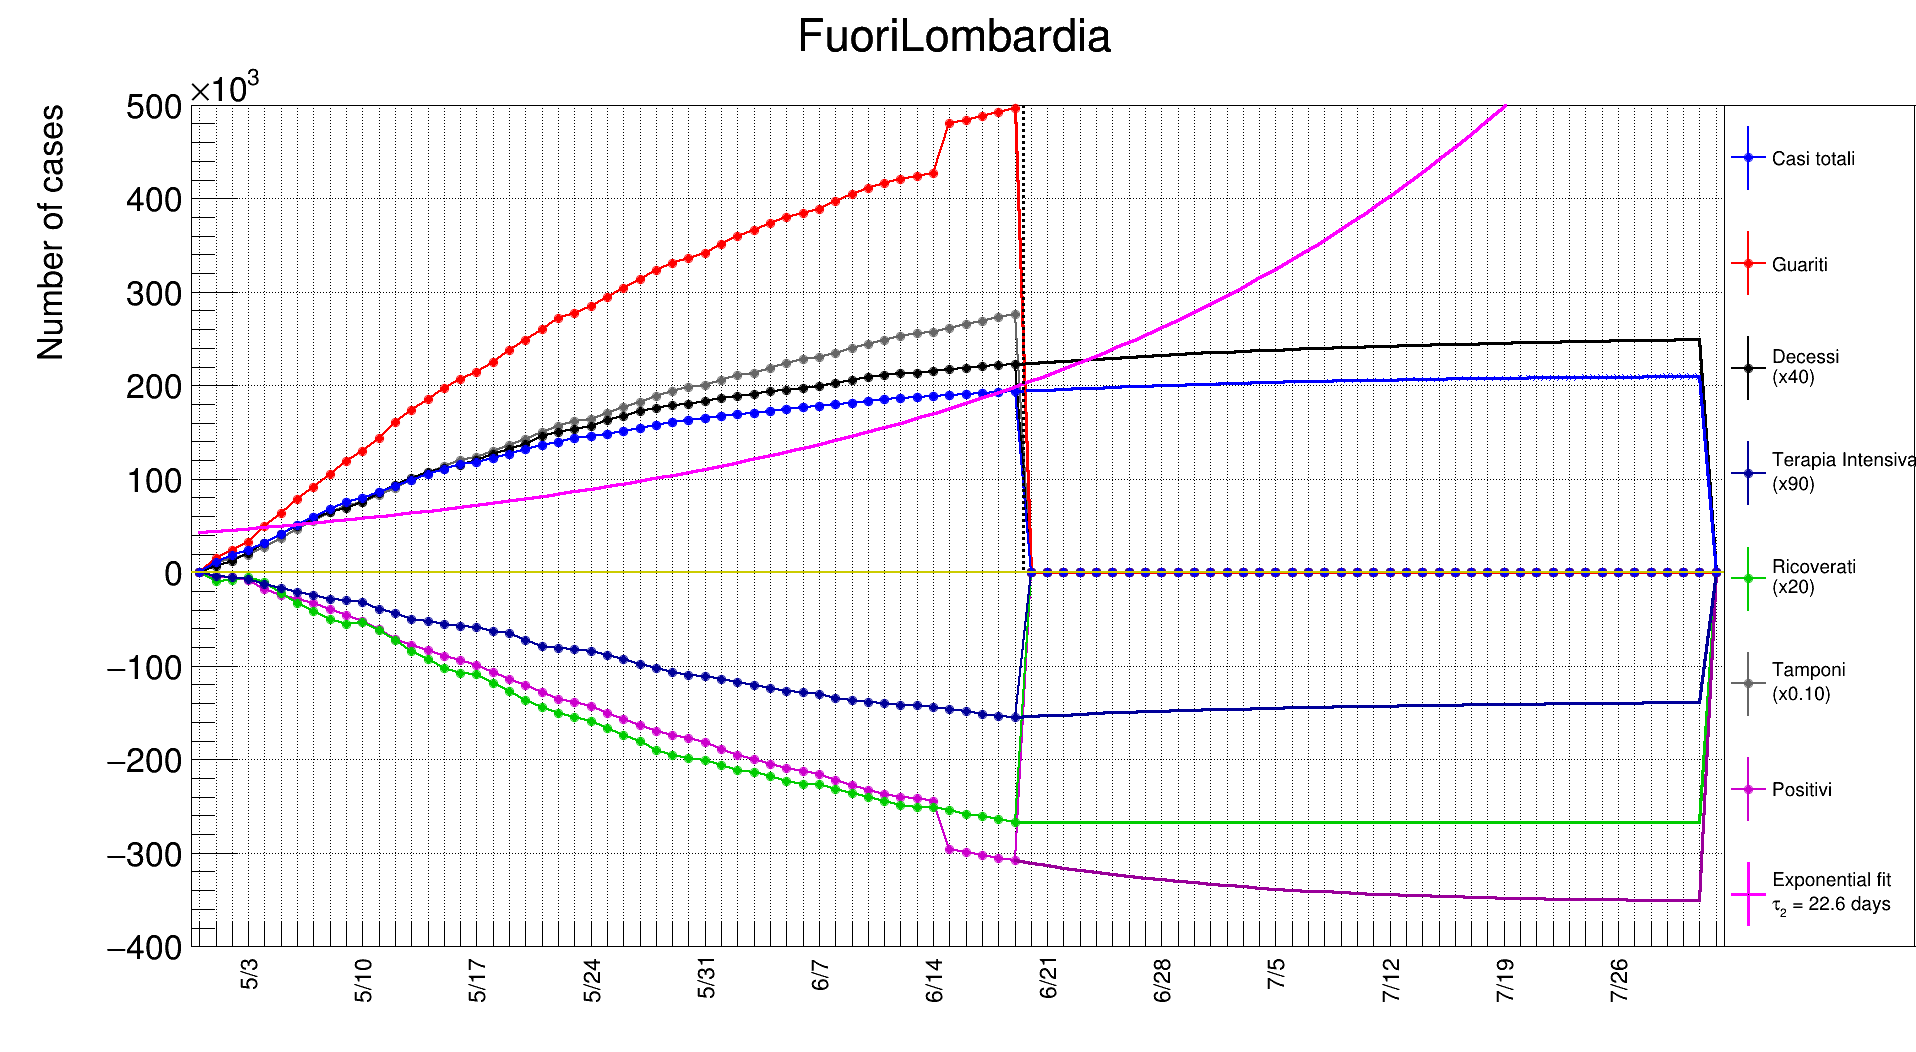 FuoriLombardia
×10³
Number of cases
500
400
300
200
100
0
−100
−200
−300
−400
5/3
5/10
5/17
5/24
5/31
6/7
6/14
6/21
6/28
7/5
7/12
7/19
7/26
Casi totali
Guariti
Decessi
(x40)
Terapia Intensiva
(x90)
Ricoverati
(x20)
Tamponi
(x0.10)
Positivi
Exponential fit
τ₂ = 22.6 days